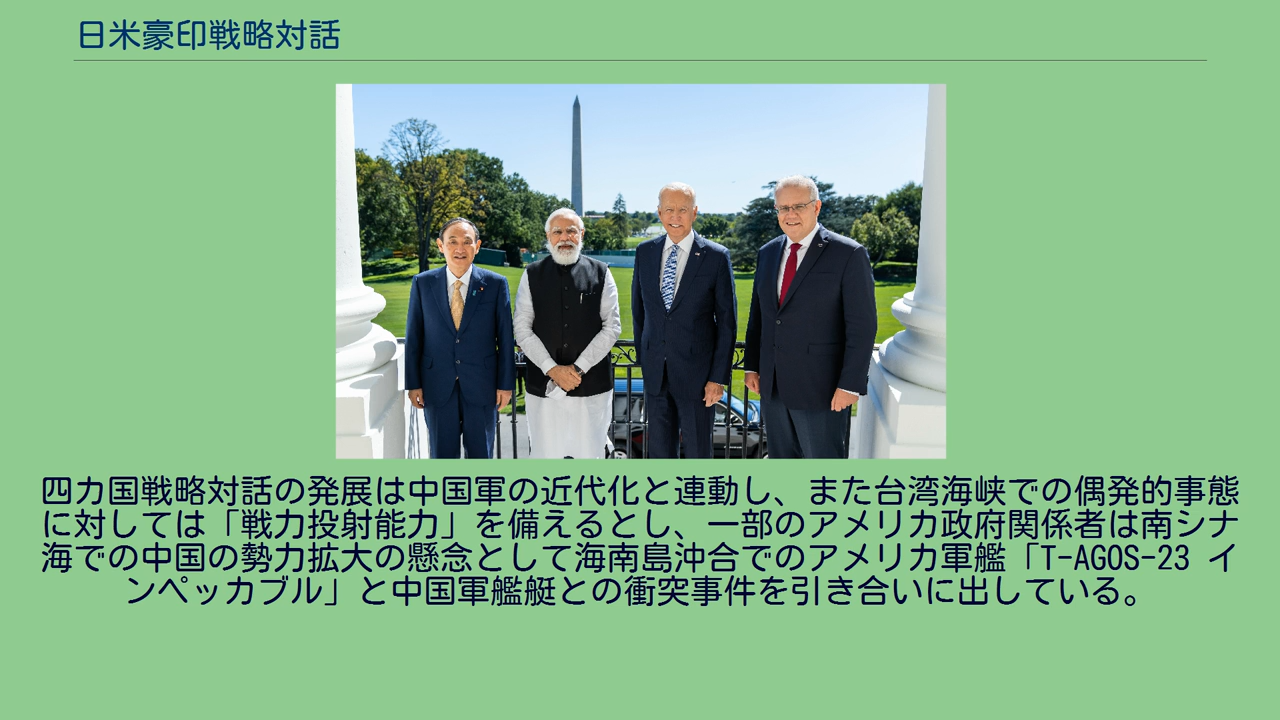 日米豪印戦略対話
四カ国戦略対話の発展は中国軍の近代化と連動し、また台湾海峡での偶発的事態
に対しては「戦力投射能力」を備えるとし、一部のアメリカ政府関係者は南シナ
海での中国の勢力拡大の懸念として海南島沖合でのアメリカ軍艦「T-AGOS-23 イ
ンペッカブル」と中国軍艦艇との衝突事件を引き合いに出している。